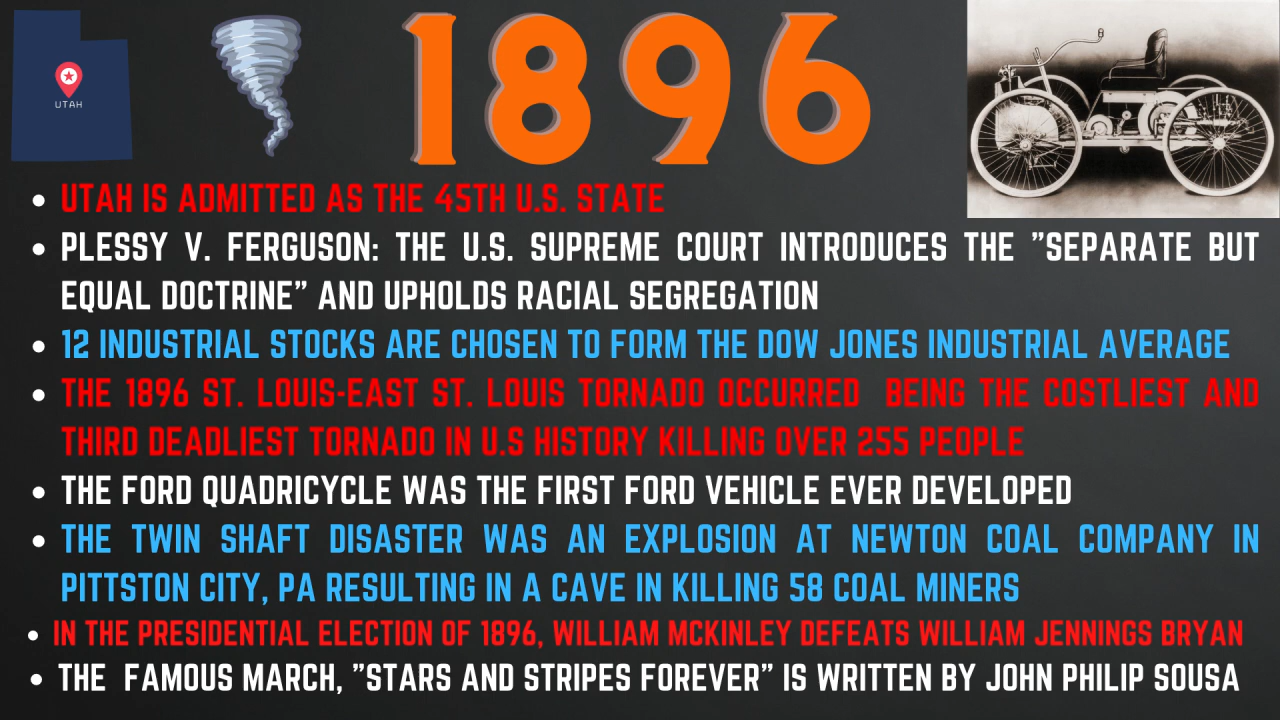 UTAH
1896
UTAH IS ADMITTED AS THE 45TH U.S. STATE
PLESSY V. FERGUSON: THE U.S. SUPREME COURT INTRODUCES THE "SEPARATE BUT
EQUAL DOCTRINE" AND UPHOLDS RACIAL SEGREGATION
12 INDUSTRIAL STOCKS ARE CHOSEN TO FORM THE DOW JONES INDUSTRIAL AVERAGE
THE 1896 ST. LOUIS-EAST ST. LOUIS TORNADO OCCURRED BEING THE COSTLIEST AND
THIRD DEADLIEST TORNADO IN U.S HISTORY KILLING OVER 255 PEOPLE
THE FORD QUADRICYCLE WAS THE FIRST FORD VEHICLE EVER DEVELOPED
THE TWIN SHAFT DISASTER WAS AN EXPLOSION AT NEWTON COAL COMPANY IN
PITTSTON CITY, PA RESULTING IN A CAVE IN KILLING 58 COAL MINERS
IN THE PRESIDENTIAL ELECTION OF 1896, WILLIAM MCKINLEY DEFEATS WILLIAM JENNINGS BRYAN
THE FAMOUS MARCH, "STARS AND STRIPES FOREVER" IS WRITTEN BY JOHN PHILIP SOUSA